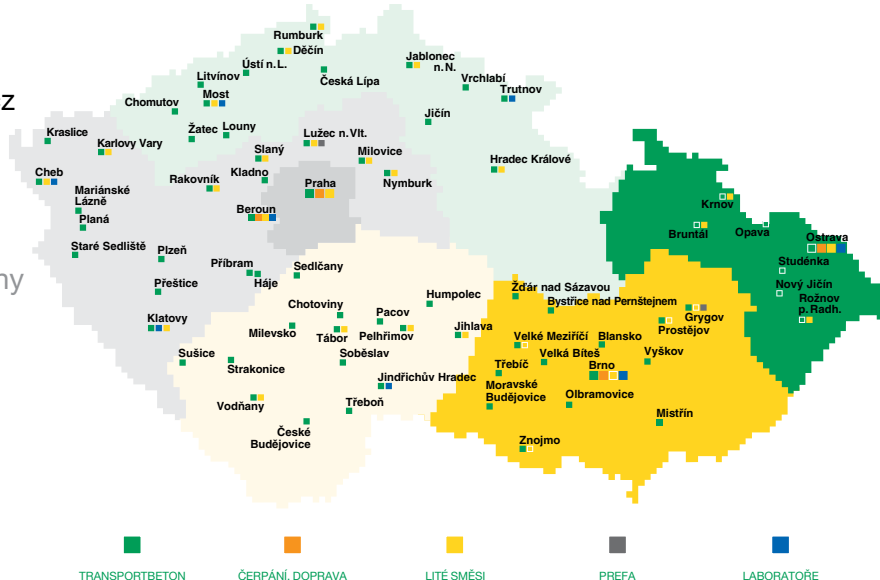 z
ny
Rumburk
Děčín
Ústí n. L.
Česká Lípa
Litvínov
Most
Chomutov
Žatec
Louny
Jablonec
n. N.
Vrchlabí
Trutnov
Jičín
Hradec Králové
Kraslice
Karlovy Vary
Cheb
Mariánské
Lázně
Planá
Staré Sedliště
Plzeň
Přeštice
Klatovy
Slaný
Rakovník
Kladno
Beroun
Lužec n. Vlt.
Milovice
Nymburk
Praha
Příbram
Háje
Sedlčany
Chotoviny
Milevsko
Tábor
Pacov
Pelhřimov
Humpolec
Jihlava
Sušice
Strakonice
Soběslav
Jindřichův Hradec
Vodňany
Třeboň
České
Budějovice
Žďár nad Sázavou
Bystřice nad Pernštejnem
Velké Meziříčí
Blansko
Velká Bíteš
Třebíč
Brno
Vyškov
Moravské
Budějovice
Olbramovice
Mistřín
Znojmo
Grygov
Prostějov
Krnov
Bruntál
Opava
Ostrava
Studénka
Nový Jičín
Rožnov
p. Radh.
TRANSPORTBETON
ČERPÁNÍ, DOPRAVA
LITÉ SMĚSI
PREFA
LABORATOŘE